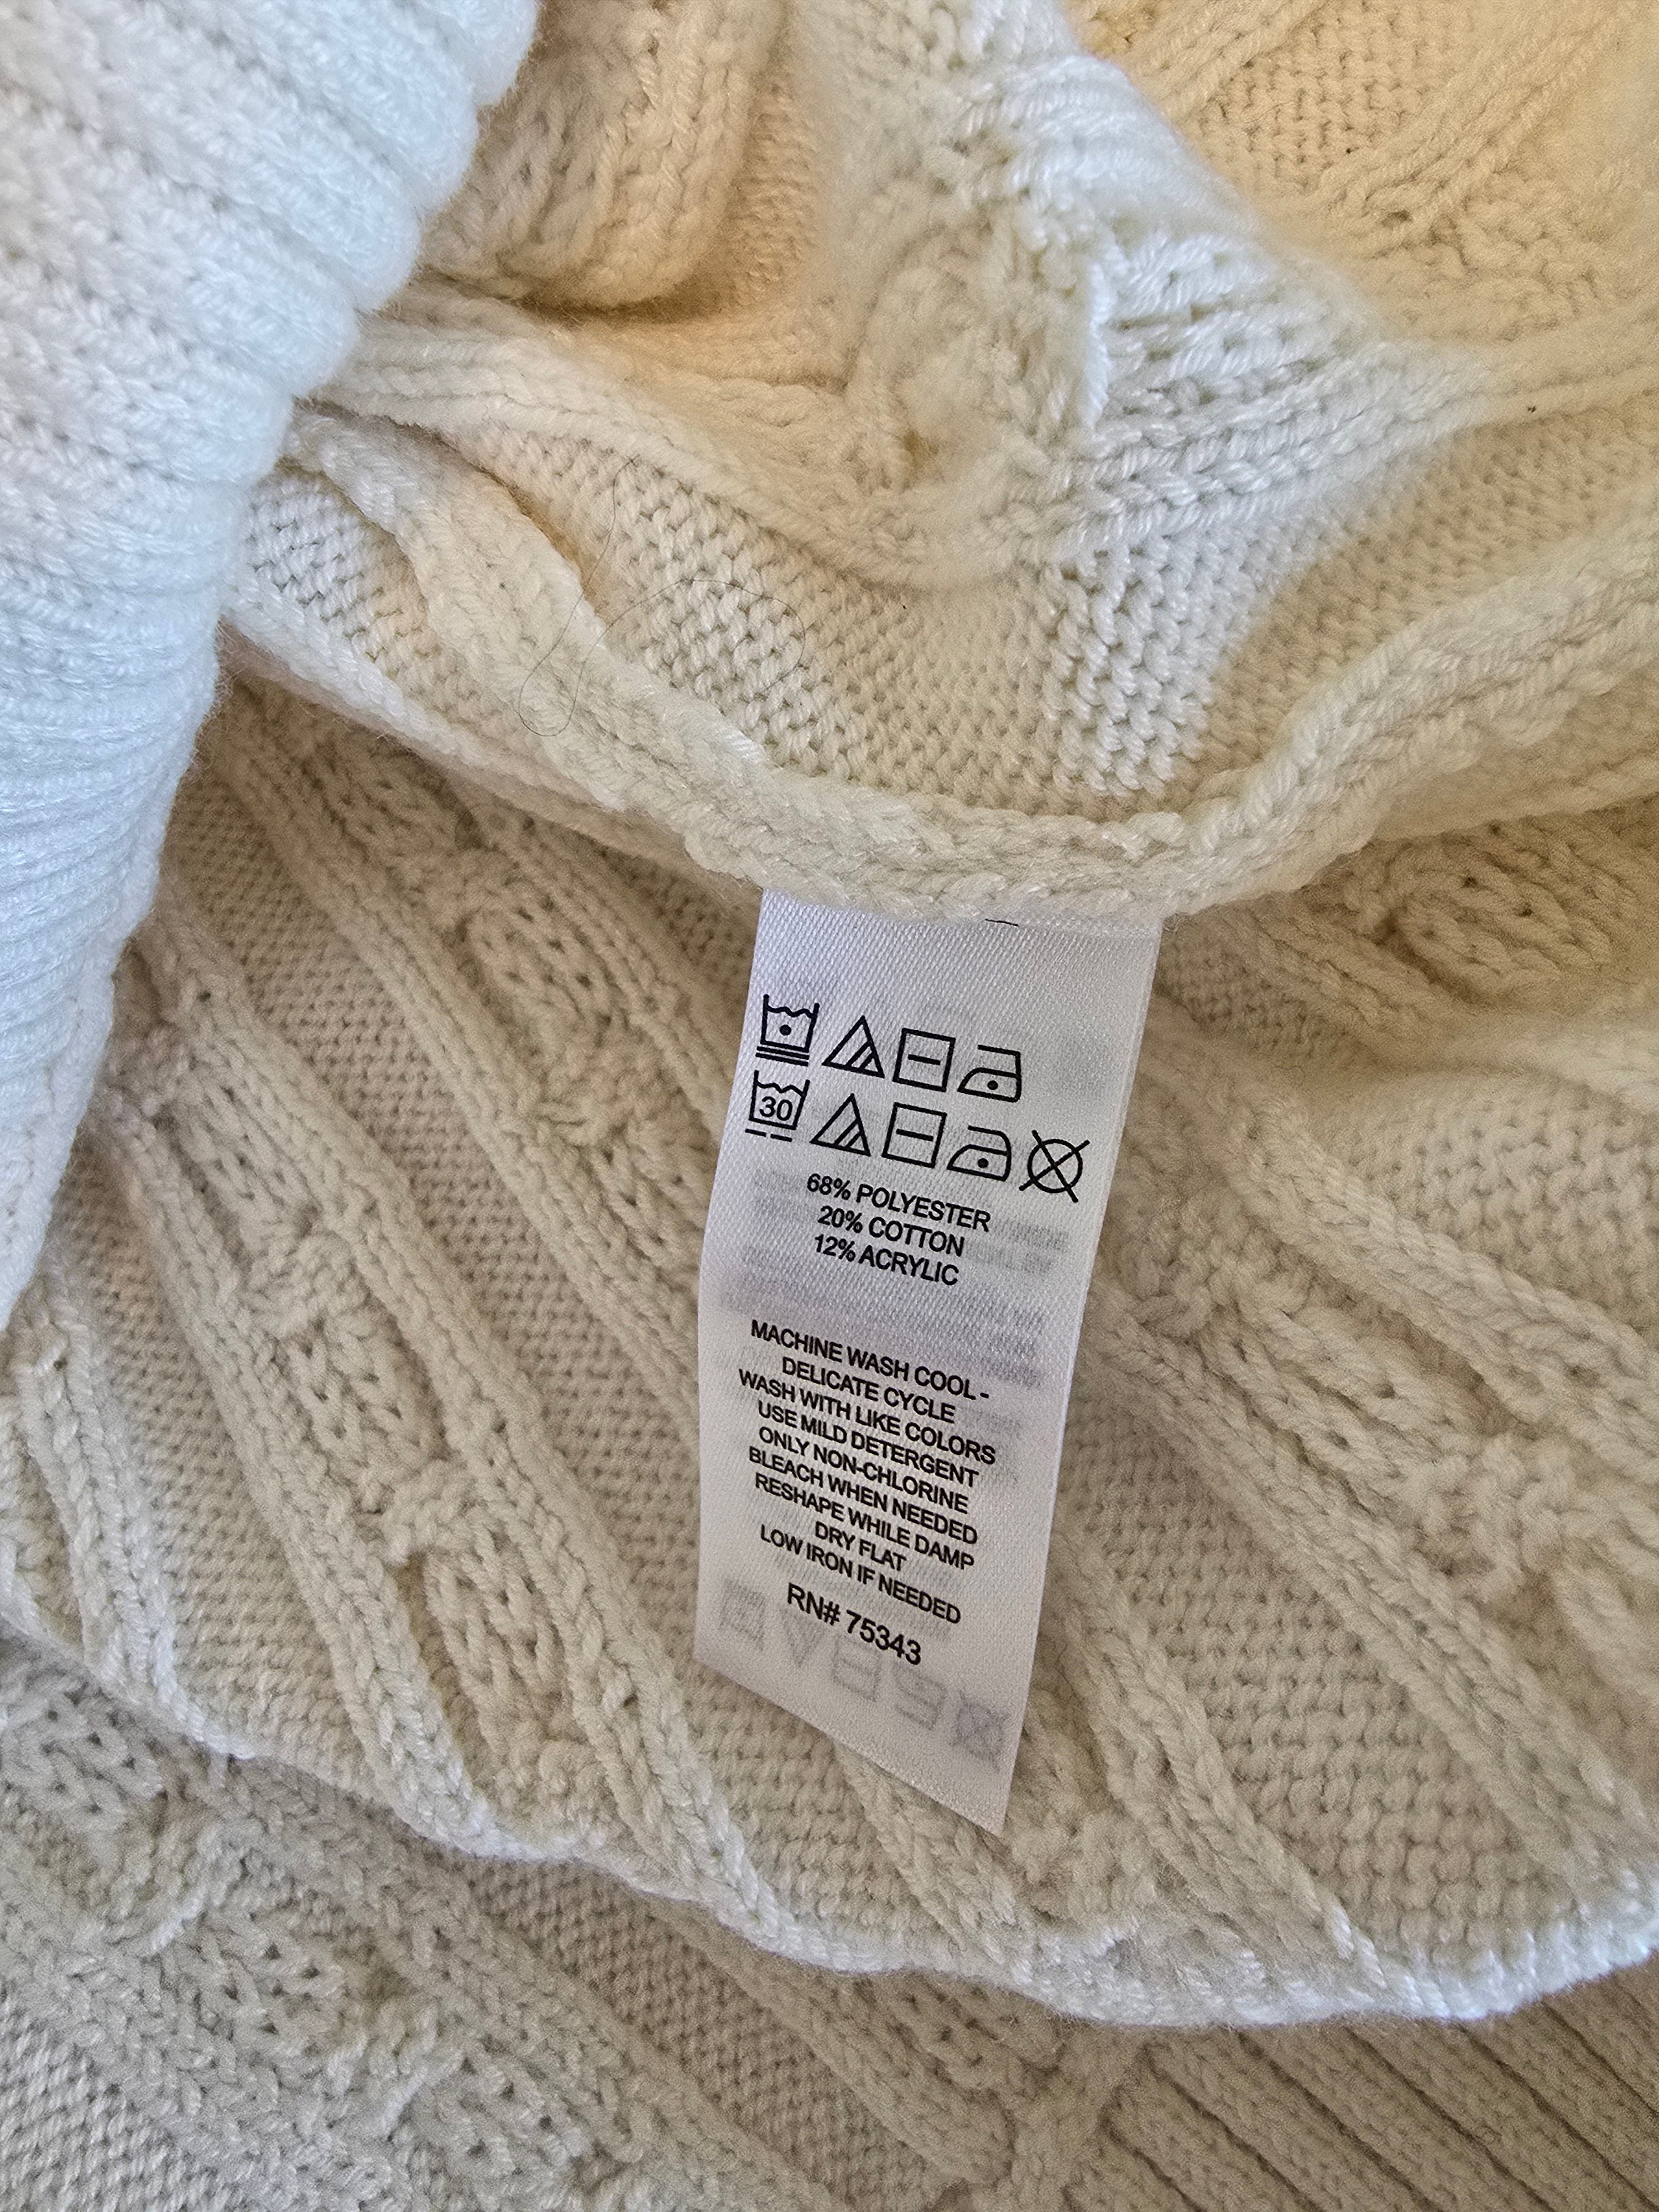 30
68% POLYESTER
20% COTTON
12% ACRYLIC
MACHINE WASH COOL -
DELICATE CYCLE
WASH WITH LIKE COLORS
USE MILD DETERGENT
ONLY NON-CHLORINE
BLEACH WHEN NEEDED
RESHAPE WHILE DAMP
DRY FLAT
LOW IRON IF NEEDED
RN# 75343